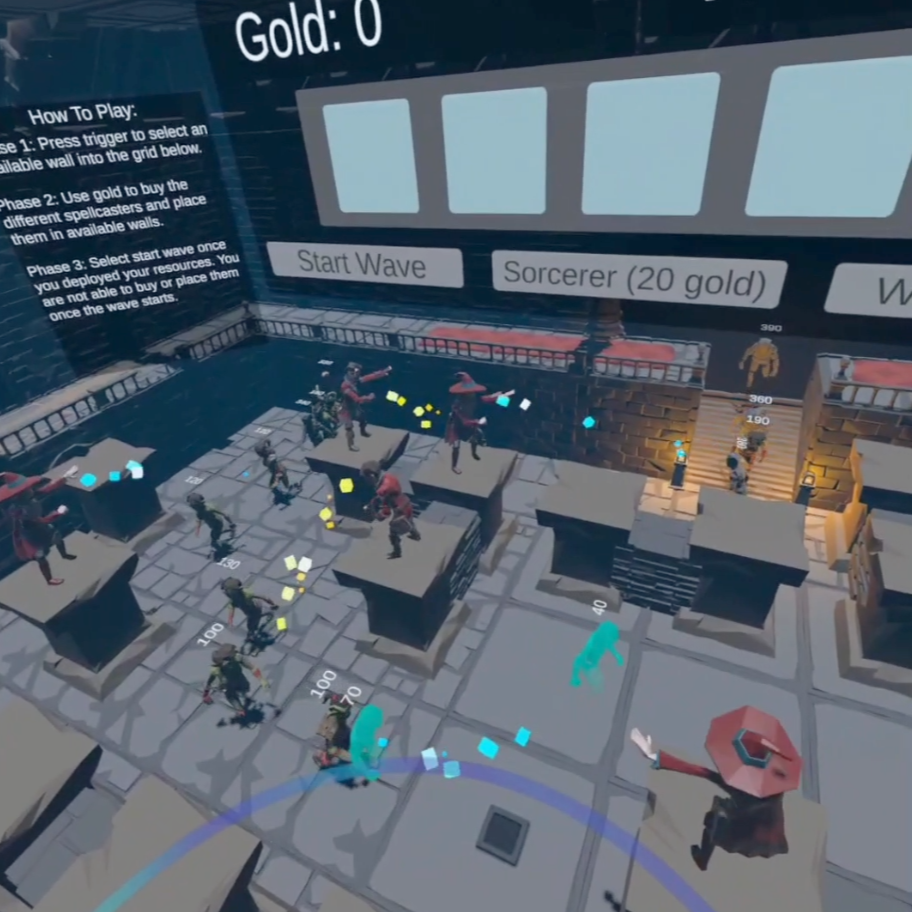 Gold: 0
How To Play:
se 1: Press trigger to select an
ailable wall into the grid below.
Phase 2: Use gold to buy the
different spellcasters and place
them in available walls.
Phase 3: Select start wave once
you deployed your resources. You
are not able to buy or place them
once the wave starts.
Start Wave
Sorcerer (20 gold)
W
390
360
190
120
130
100
40
100
70